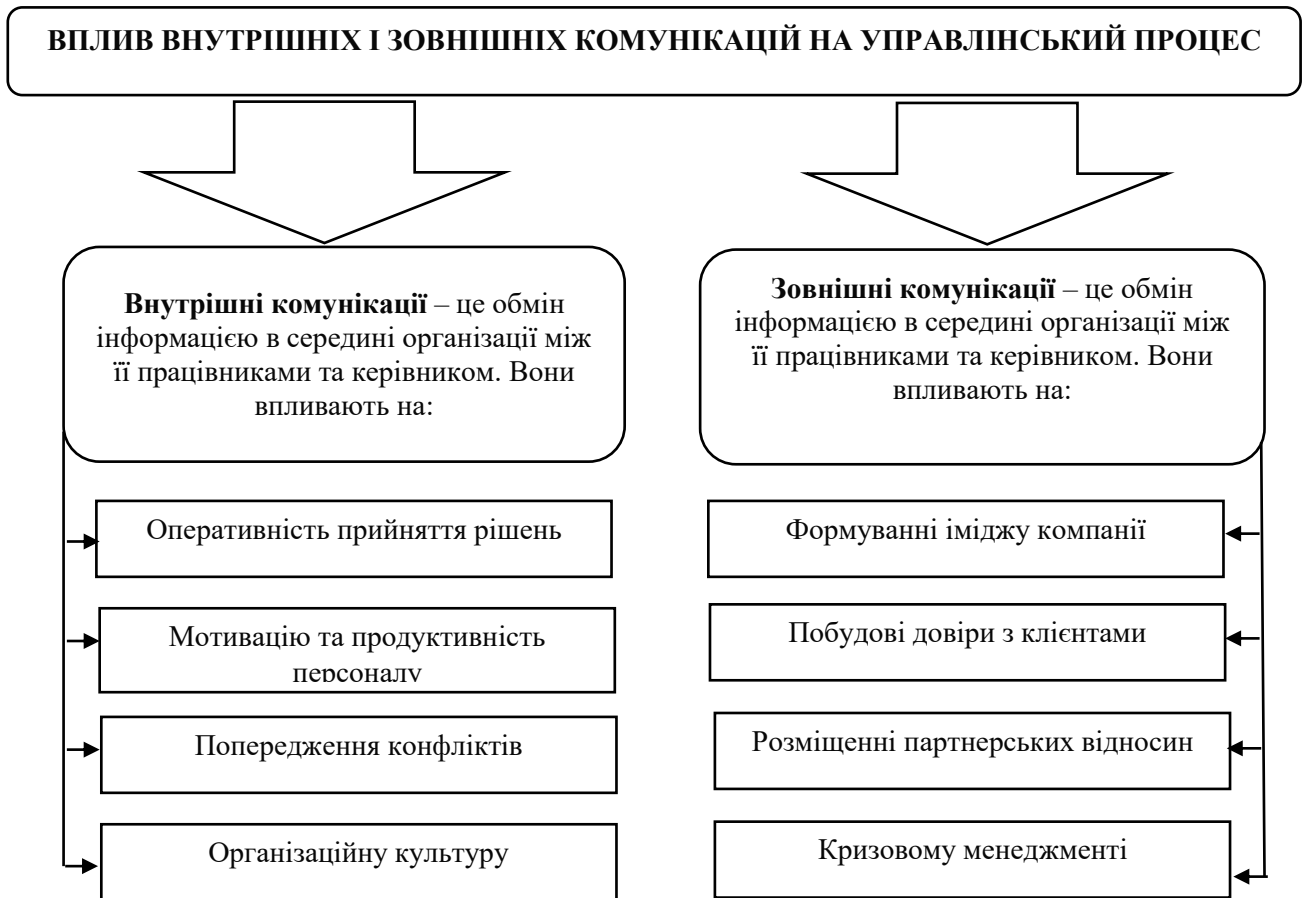 ВПЛИВ ВНУТРІШНІХ І ЗОВНІШНІХ КОМУНІКАЦІЙ НА УПРАВЛІНСЬКИЙ ПРОЦЕС
Внутрішні комунікації – це обмін
інформацією в середині організації між
її працівниками та керівником. Вони
впливають на:
Оперативність прийняття рішень
Мотивацію та продуктивність
персоналу
Попередження конфліктів
Організаційну культуру
Зовнішні комунікації – це обмін
інформацією в середині організації між
її працівниками та керівником. Вони
впливають на:
Формуванні іміджу компанії
Побудові довіри з клієнтами
Розміщенні партнерських відносин
Кризовому менеджменті